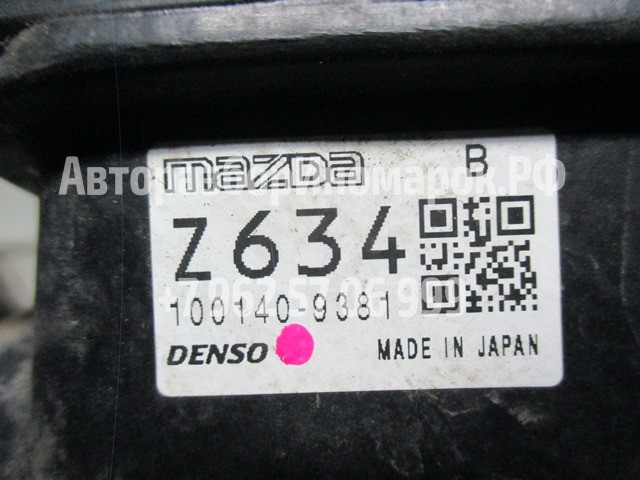 mazda B
Z634
100140-9381
DENSO MADE IN JAPAN